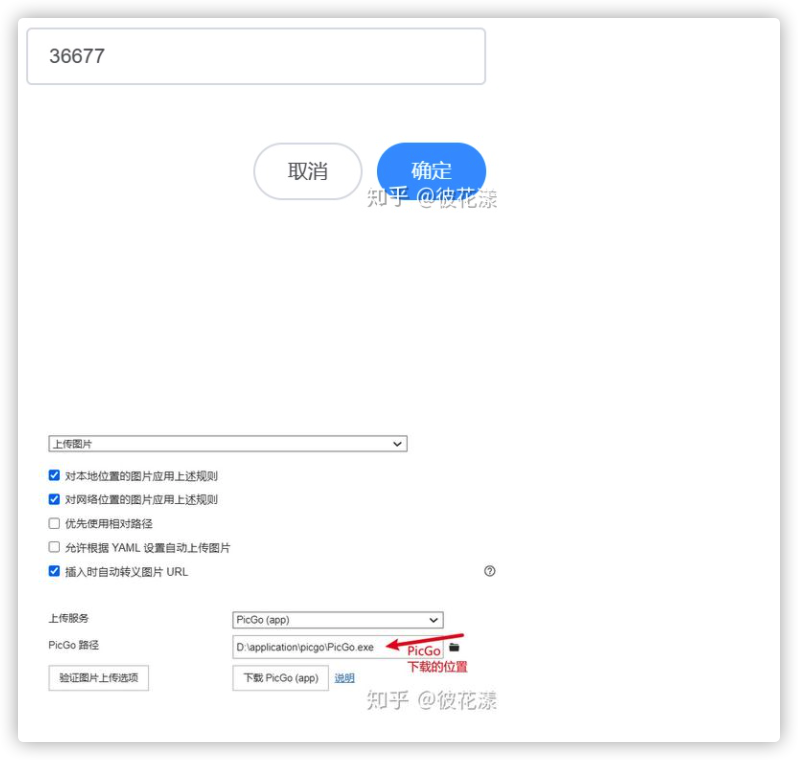 36677
取消
确定
知乎 @彼花漾
上传图片
对本地位置的图片应用上述规则
对网络位置的图片应用上述规则
优先使用相对路径
允许根据 YAML 设置自动上传图片
插入时自动转义图片 URL
上传服务
PicGo (app)
PicGo 路径
D:\application\picgo\PicGo.exe
PicGo
下载的位置
验证图片上传选项
下载 PicGo (app)
说明
知乎 @彼花漾